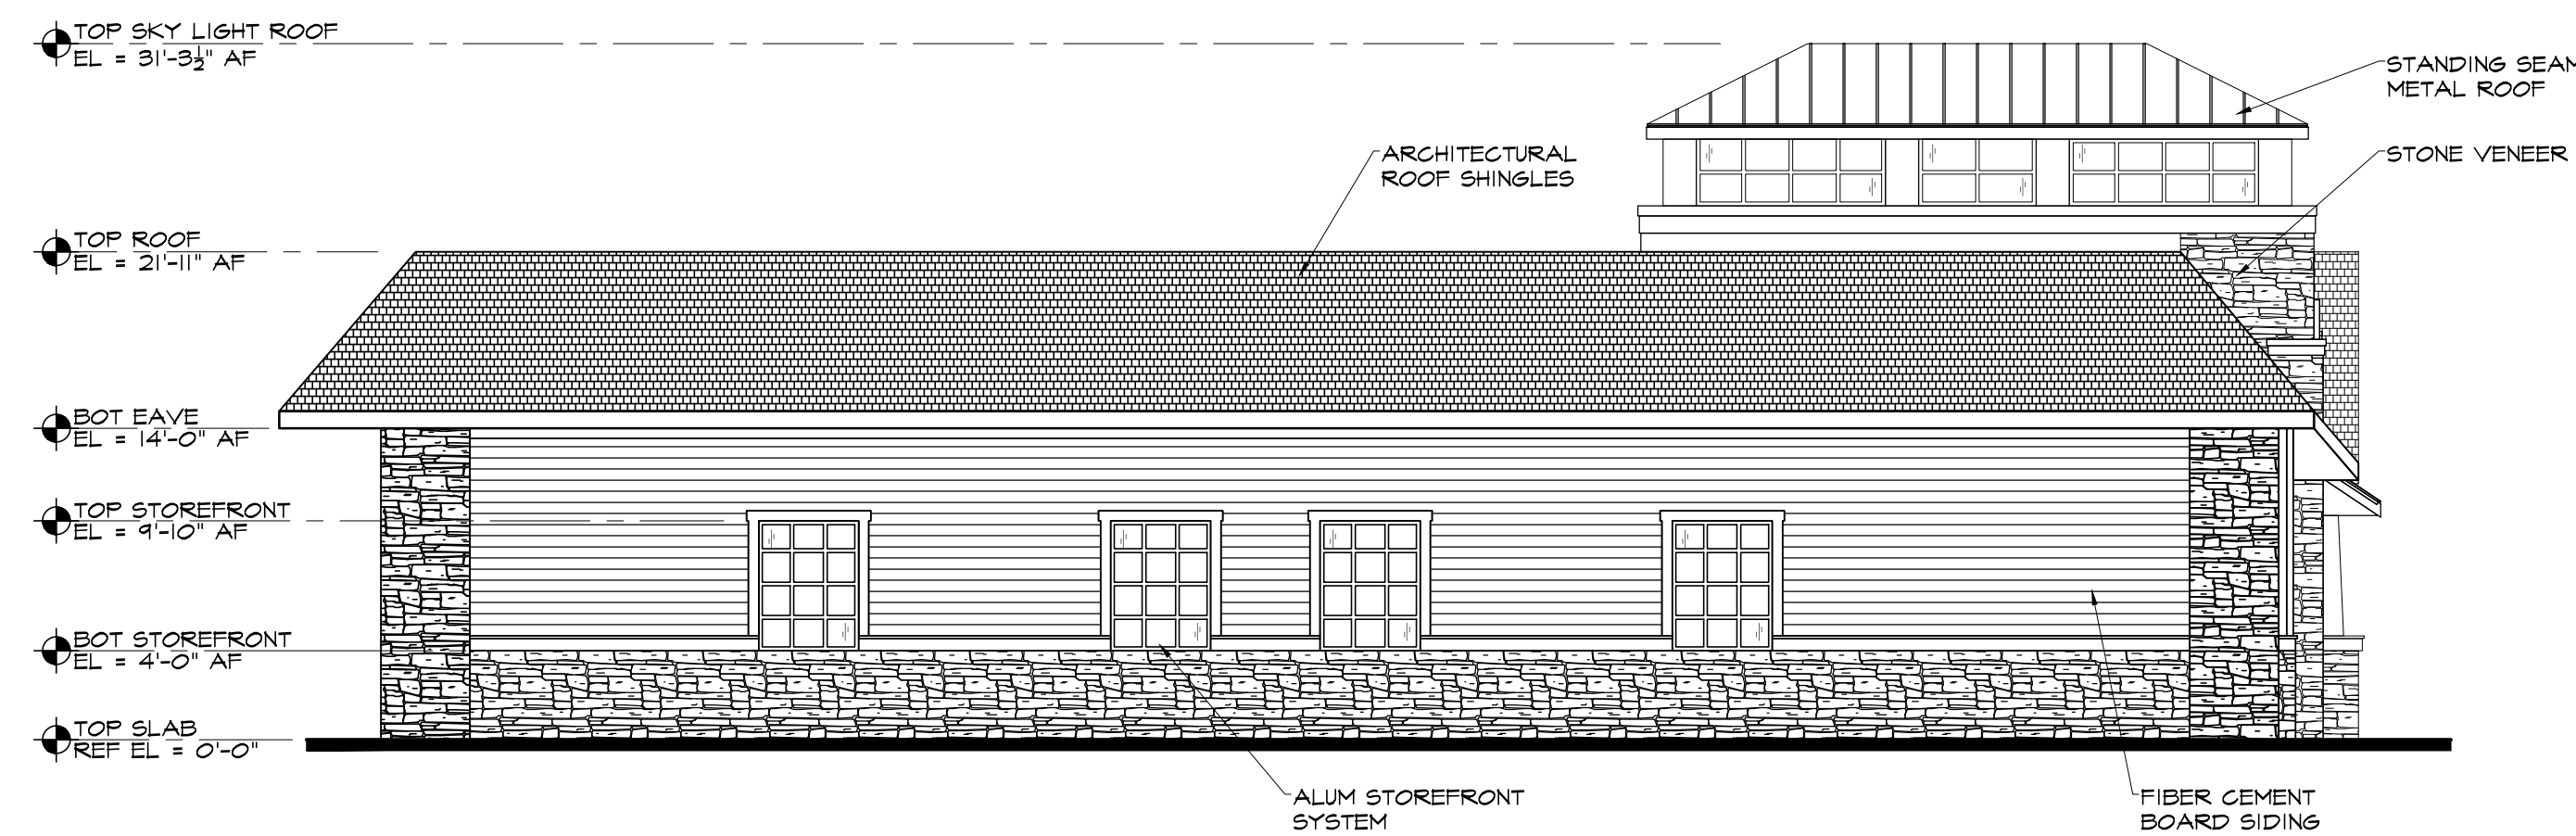 TOP SKY LIGHT ROOF
EL = 31'-3½" AF
STANDING SEAM
METAL ROOF
ARCHITECTURAL
ROOF SHINGLES
STONE VENEER
TOP ROOF
EL = 21'-11" AF
BOT EAVE
EL = 14'-0" AF
TOP STOREFRONT
EL = 9'-10" AF
BOT STOREFRONT
EL = 4'-0" AF
TOP SLAB
REF EL = 0'-0"
ALUM STOREFRONT
SYSTEM
FIBER CEMENT
BOARD SIDING